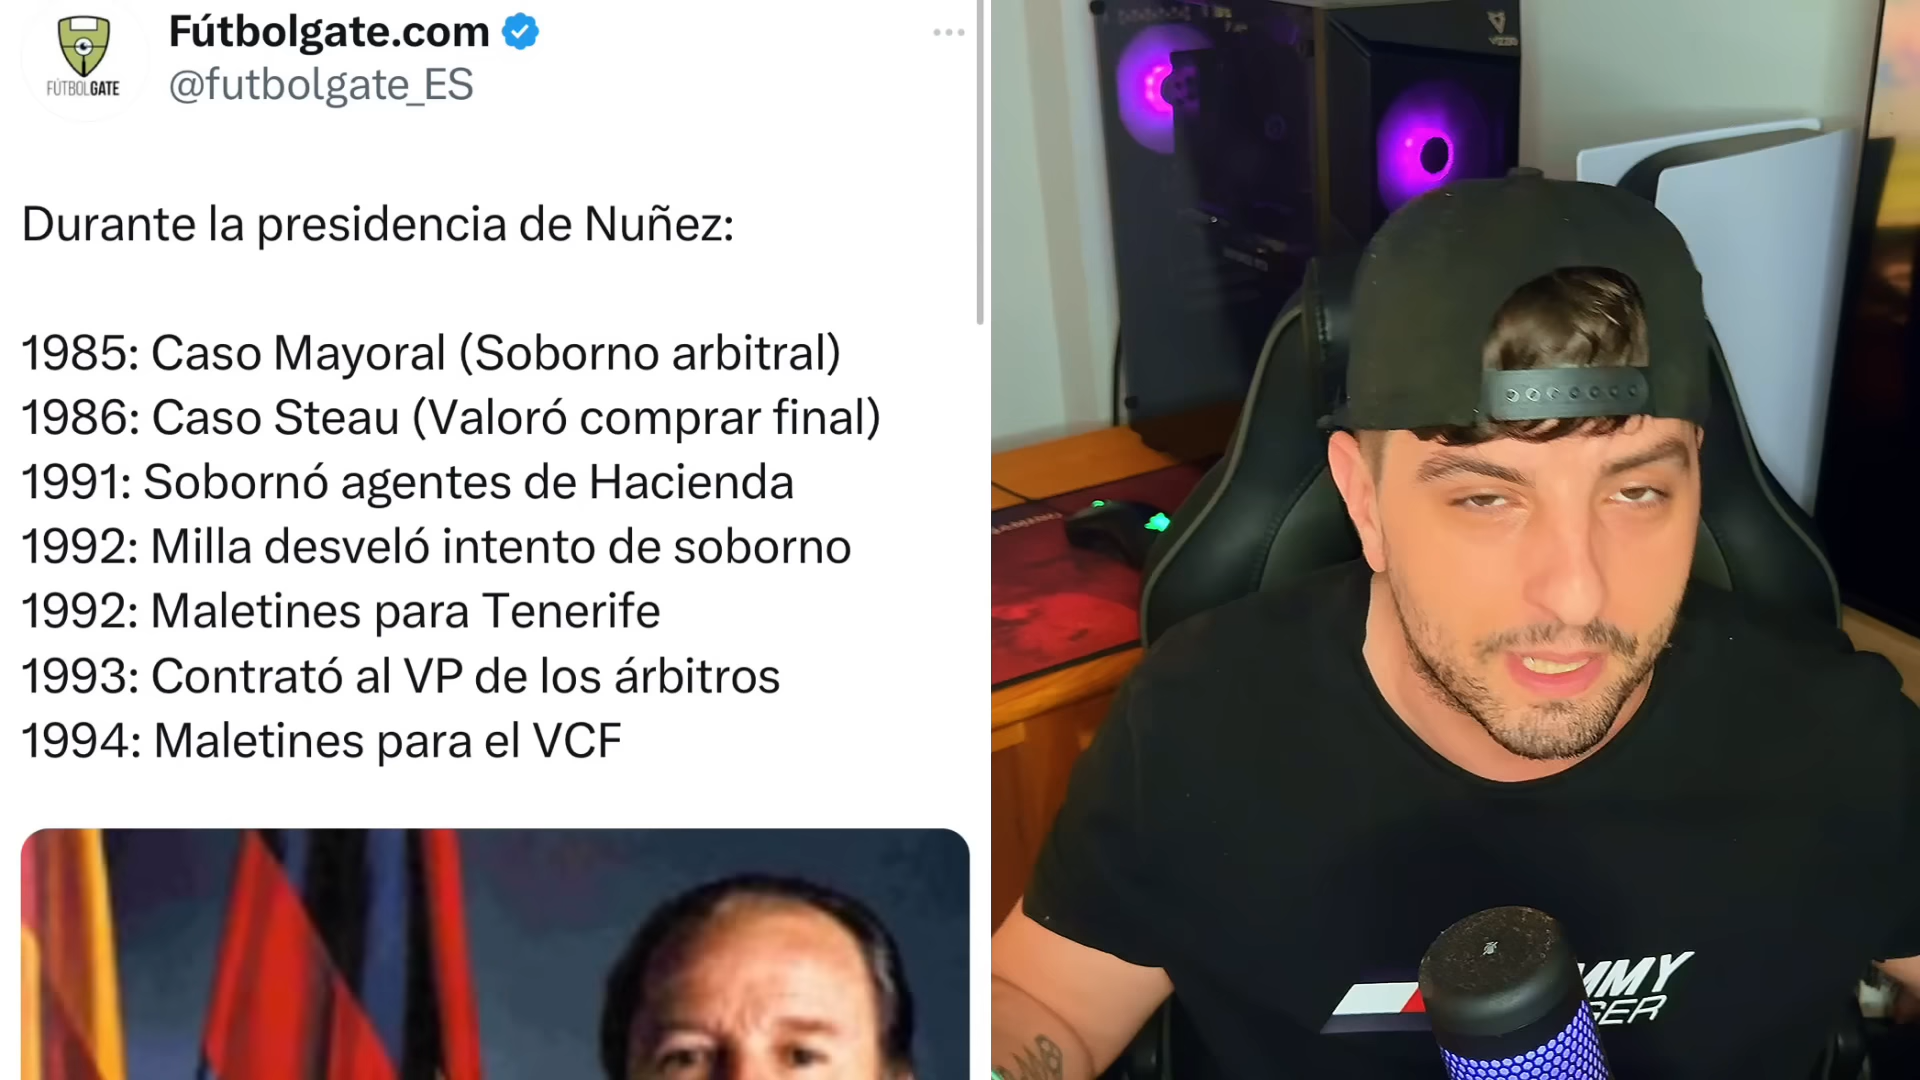 Fútbolgate.com
@futbolgate_ES
FÚTBOLGATE
Durante la presidencia de Nuñez:
1985: Caso Mayoral (Soborno arbitral)
1986: Caso Steau (Valoró comprar final)
1991: Sobornó agentes de Hacienda
1992: Milla desveló intento de soborno
1992: Maletines para Tenerife
1993: Contrató al VP de los árbitros
1994: Maletines para el VCF